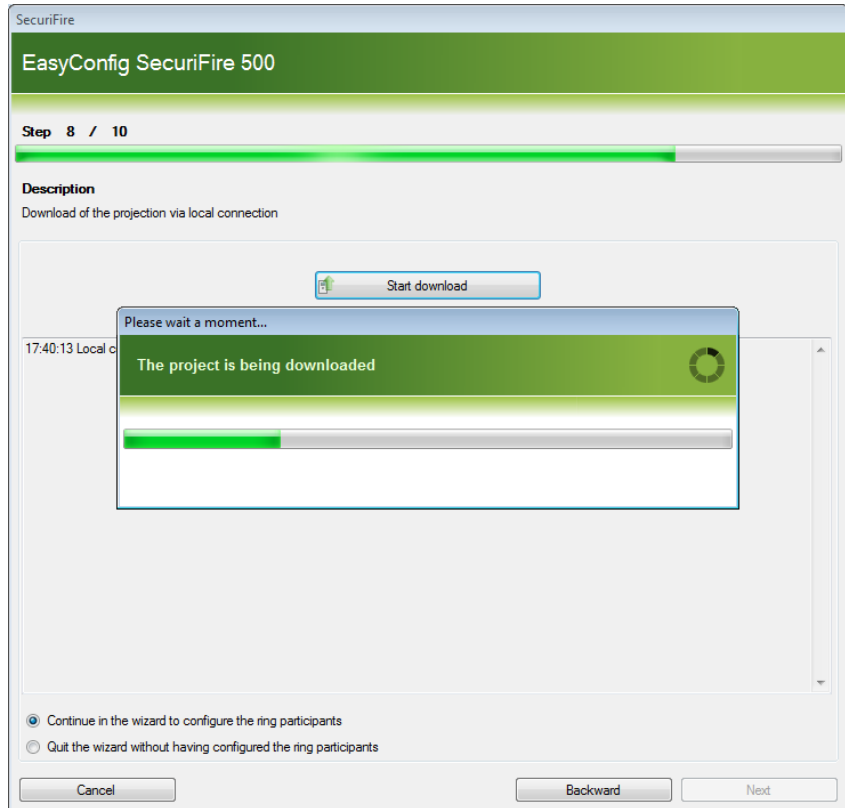 SecuriFire
EasyConfig SecuriFire 500
Step 8 / 10
Description
Download of the projection via local connection
Start download
Please wait a moment...
17:40:13 Local c
The project is being downloaded
Continue in the wizard to configure the ring participants
Quit the wizard without having configured the ring participants
Cancel
Backward
Next